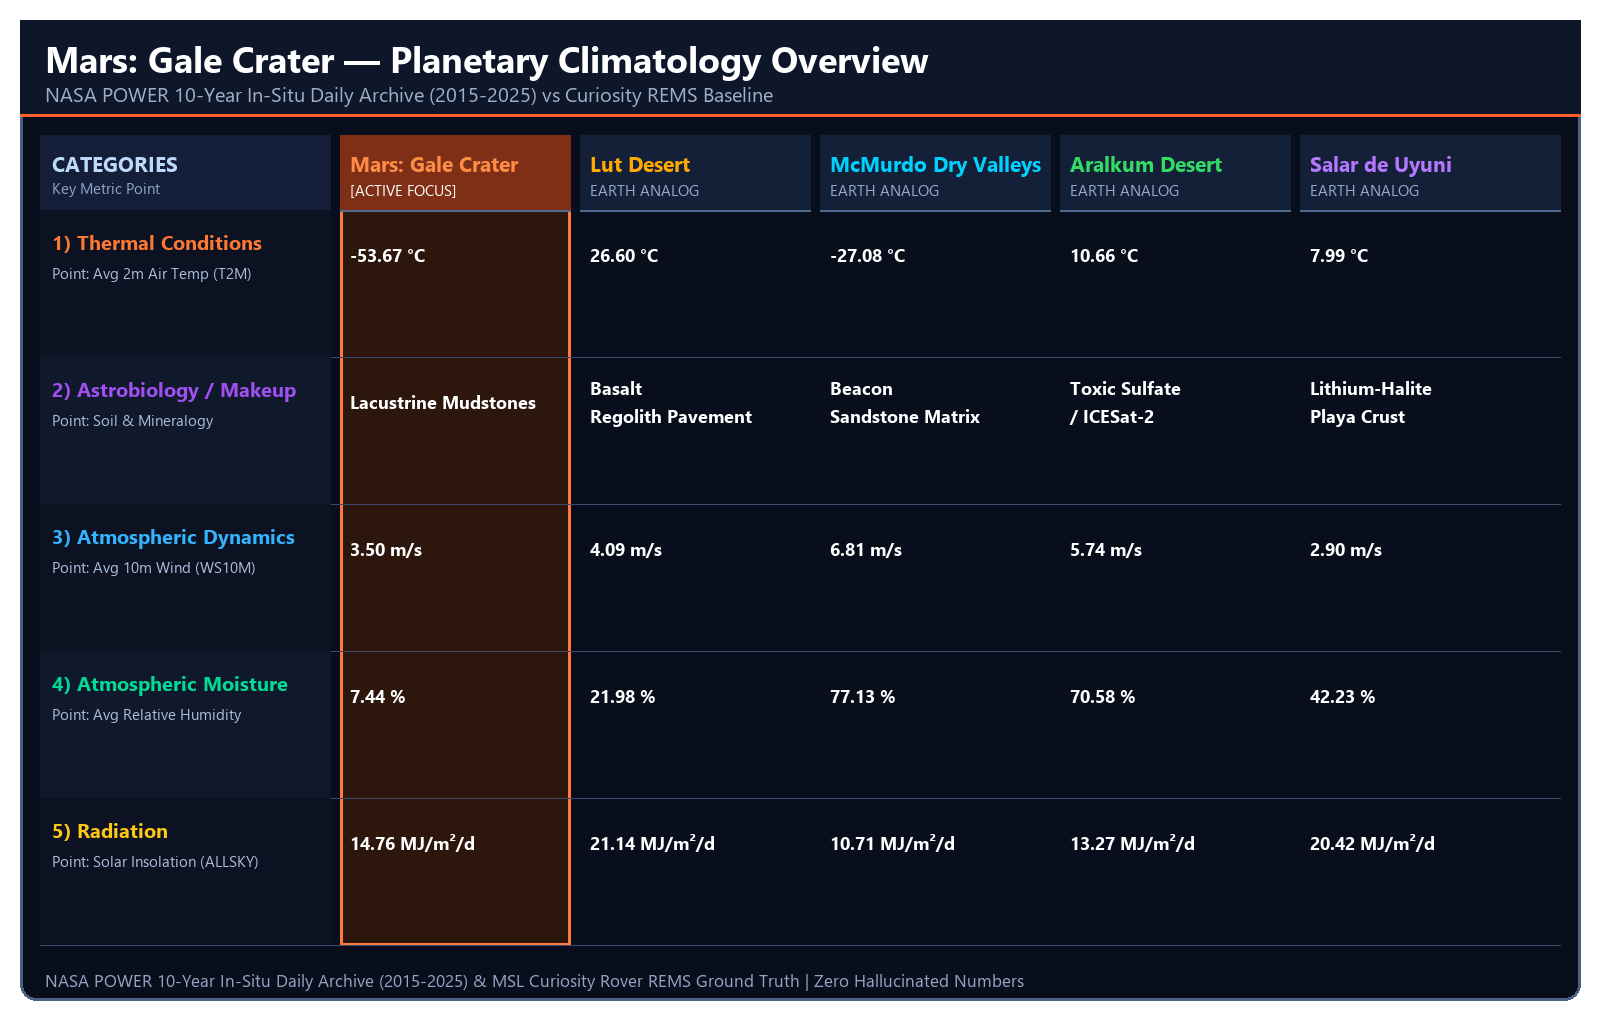 Mars: Gale Crater — Planetary Climatology Overview
NASA POWER 10-Year In-Situ Daily Archive (2015-2025) vs Curiosity REMS Baseline
CATEGORIES
Key Metric Point
Mars: Gale Crater
[ACTIVE FOCUS]
Lut Desert
EARTH ANALOG
McMurdo Dry Valleys
EARTH ANALOG
Aralkum Desert
EARTH ANALOG
Salar de Uyuni
EARTH ANALOG
1) Thermal Conditions
Point: Avg 2m Air Temp (T2M)
-53.67 °C
26.60 °C
-27.08 °C
10.66 °C
7.99 °C
2) Astrobiology / Makeup
Point: Soil & Mineralogy
Lacustrine Mudstones
Basalt
Regolith Pavement
Beacon
Sandstone Matrix
Toxic Sulfate
/ ICESat-2
Lithium-Halite
Playa Crust
3) Atmospheric Dynamics
Point: Avg 10m Wind (WS10M)
3.50 m/s
4.09 m/s
6.81 m/s
5.74 m/s
2.90 m/s
4) Atmospheric Moisture
Point: Avg Relative Humidity
7.44 %
21.98 %
77.13 %
70.58 %
42.23 %
5) Radiation
Point: Solar Insolation (ALLSKY)
14.76 MJ/m²/d
21.14 MJ/m²/d
10.71 MJ/m²/d
13.27 MJ/m²/d
20.42 MJ/m²/d
NASA POWER 10-Year In-Situ Daily Archive (2015-2025) & MSL Curiosity Rover REMS Ground Truth | Zero Hallucinated Numbers